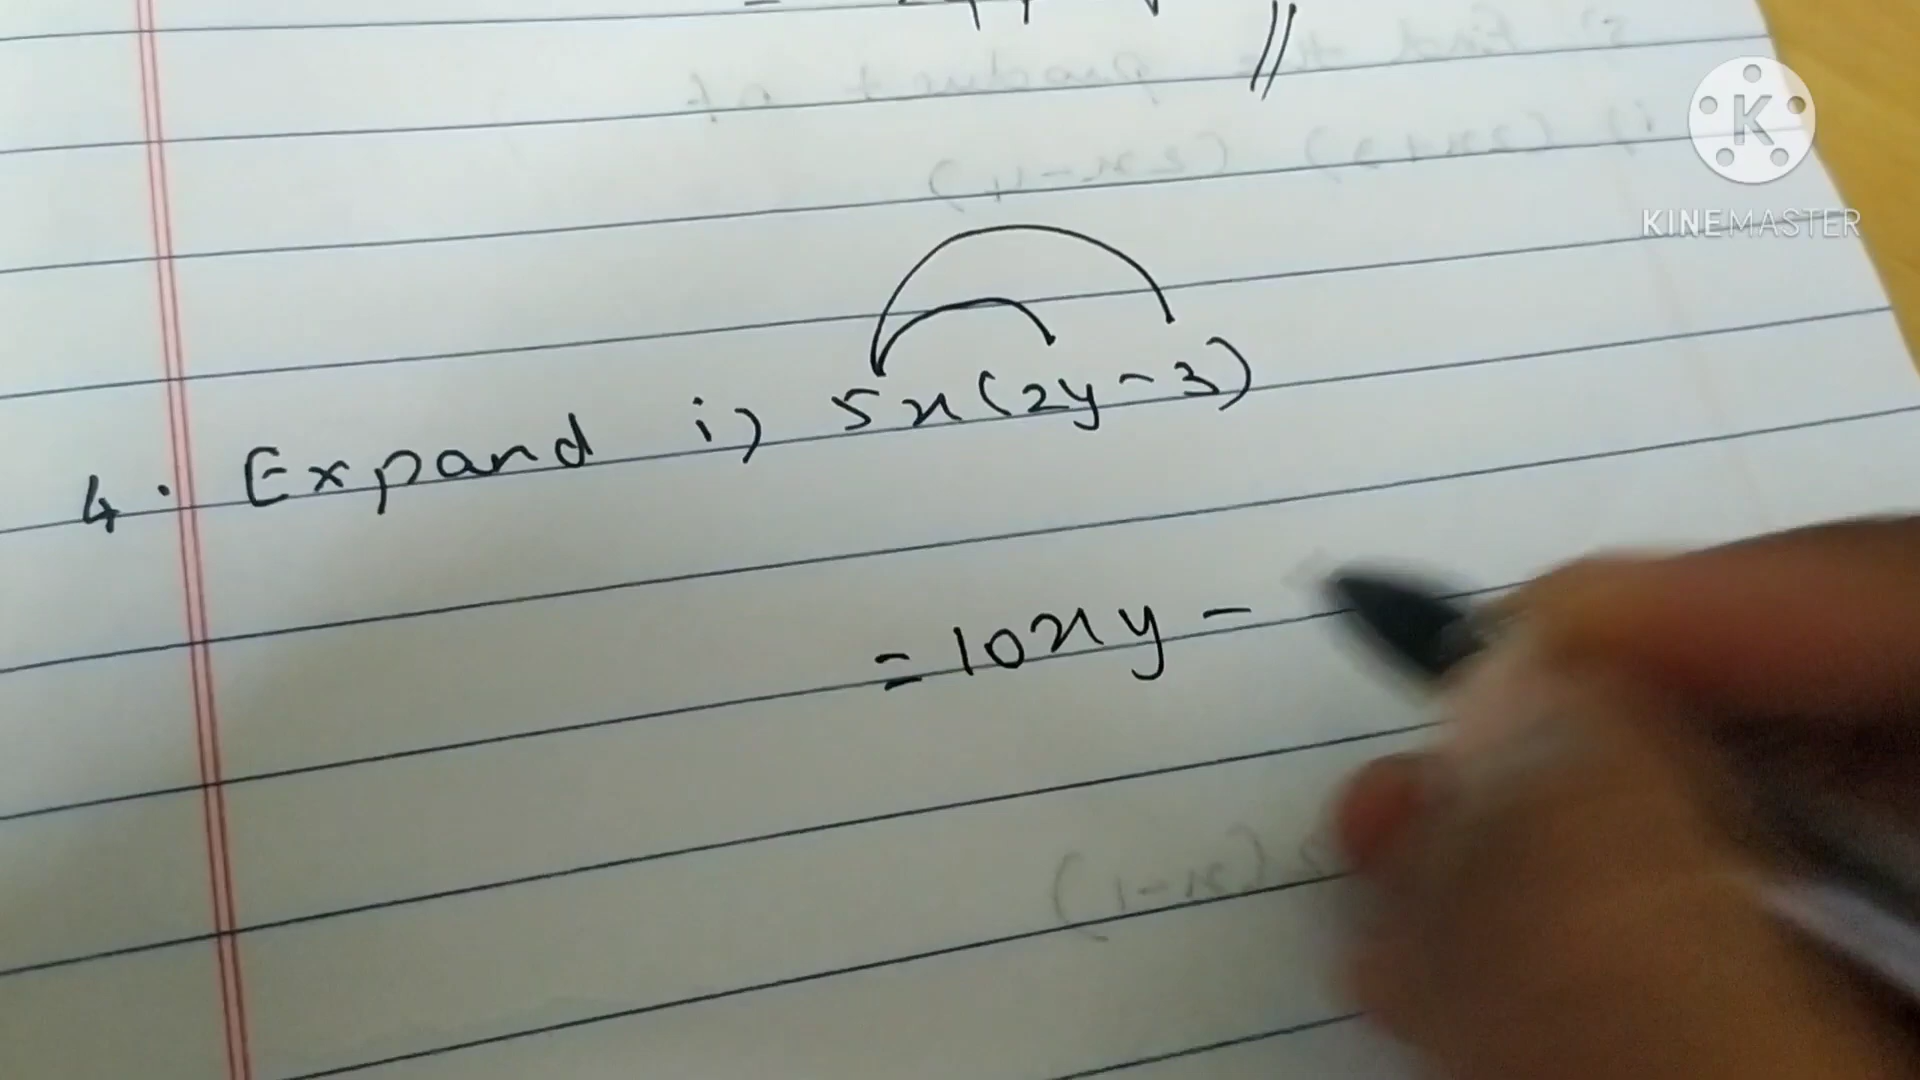 KINEMASTER
4. Expand i) 5x(2y-3)
= 10xy -